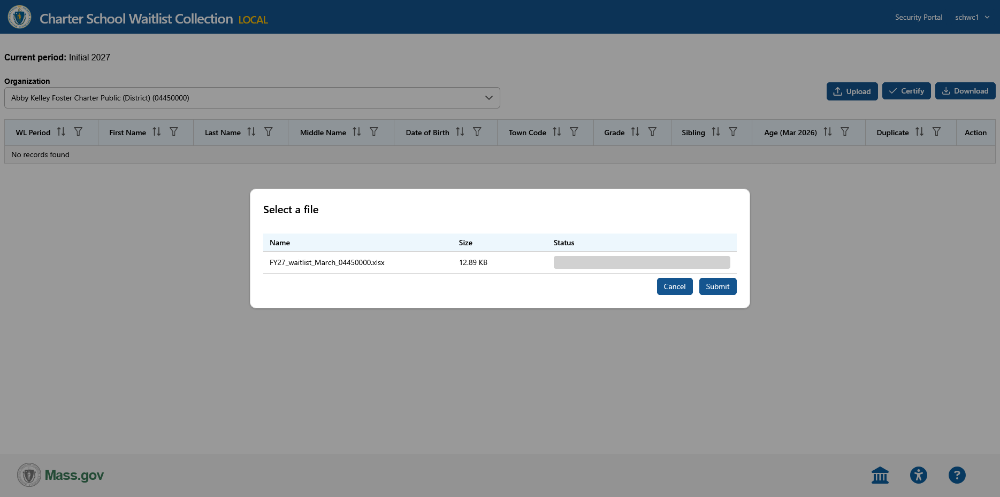 Charter School Waitlist Collection LOCAL
Security Portal schwc1
Current period: Initial 2027
Organization
Abby Kelley Foster Charter Public (District) (04450000)
Upload Certify Download
WL Period First Name Last Name Middle Name Date of Birth Town Code Grade Sibling Age (Mar 2026) Duplicate Action
No records found
Select a file
Name Size Status
FY27_waitlist_March_04450000.xlsx 12.89 KB
Cancel Submit
Mass.gov
?